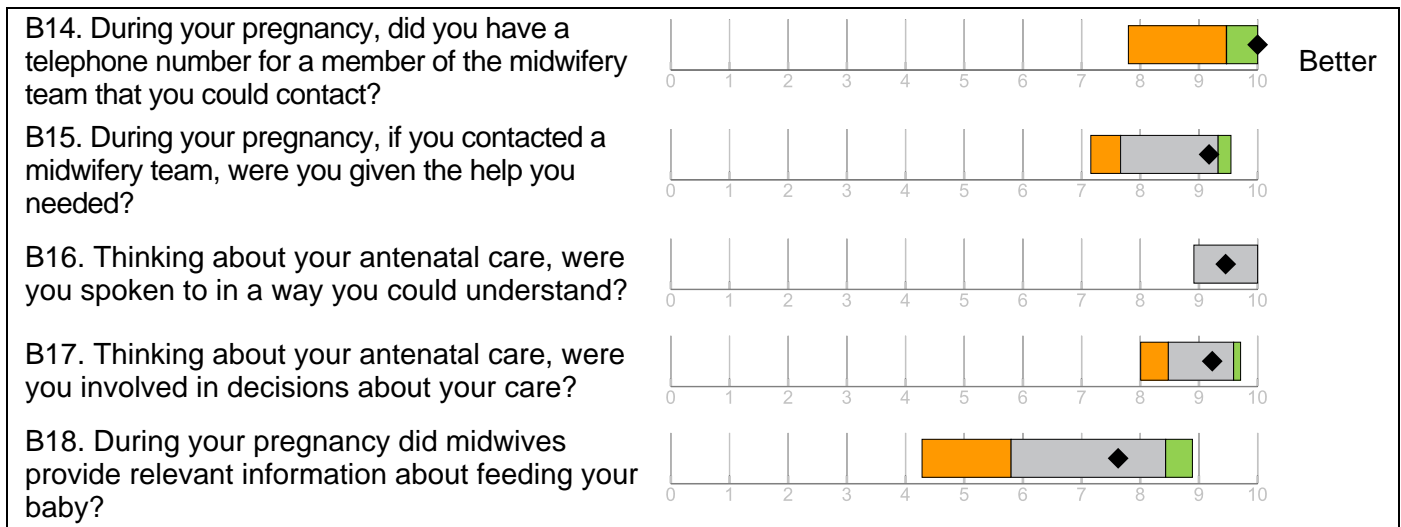 B14. During your pregnancy, did you have a
telephone number for a member of the midwifery
team that you could contact?
0 1 2 3 4 5 6 7 8 9 10
Better
B15. During your pregnancy, if you contacted a
midwifery team, were you given the help you
needed?
0 1 2 3 4 5 6 7 8 9 10
B16. Thinking about your antenatal care, were
you spoken to in a way you could understand?
0 1 2 3 4 5 6 7 8 9 10
B17. Thinking about your antenatal care, were
you involved in decisions about your care?
0 1 2 3 4 5 6 7 8 9 10
B18. During your pregnancy did midwives
provide relevant information about feeding your
baby?
0 1 2 3 4 5 6 7 8 9 10